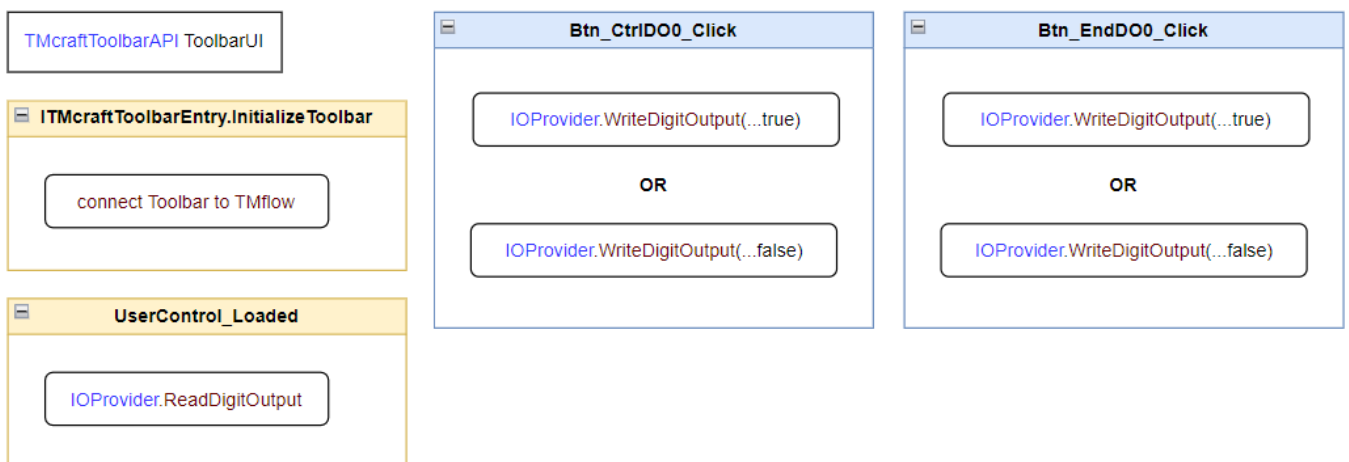 TMcraftToolbarAPI ToolbarUI
ITMcraftToolbarEntry.InitializeToolbar
connect Toolbar to TMflow
UserControl_Loaded
IOProvider.ReadDigitOutput
Btn_CtrlDO0_Click
IOProvider.WriteDigitOutput(...true)
OR
IOProvider.WriteDigitOutput(...false)
Btn_EndDO0_Click
IOProvider.WriteDigitOutput(...true)
OR
IOProvider.WriteDigitOutput(...false)